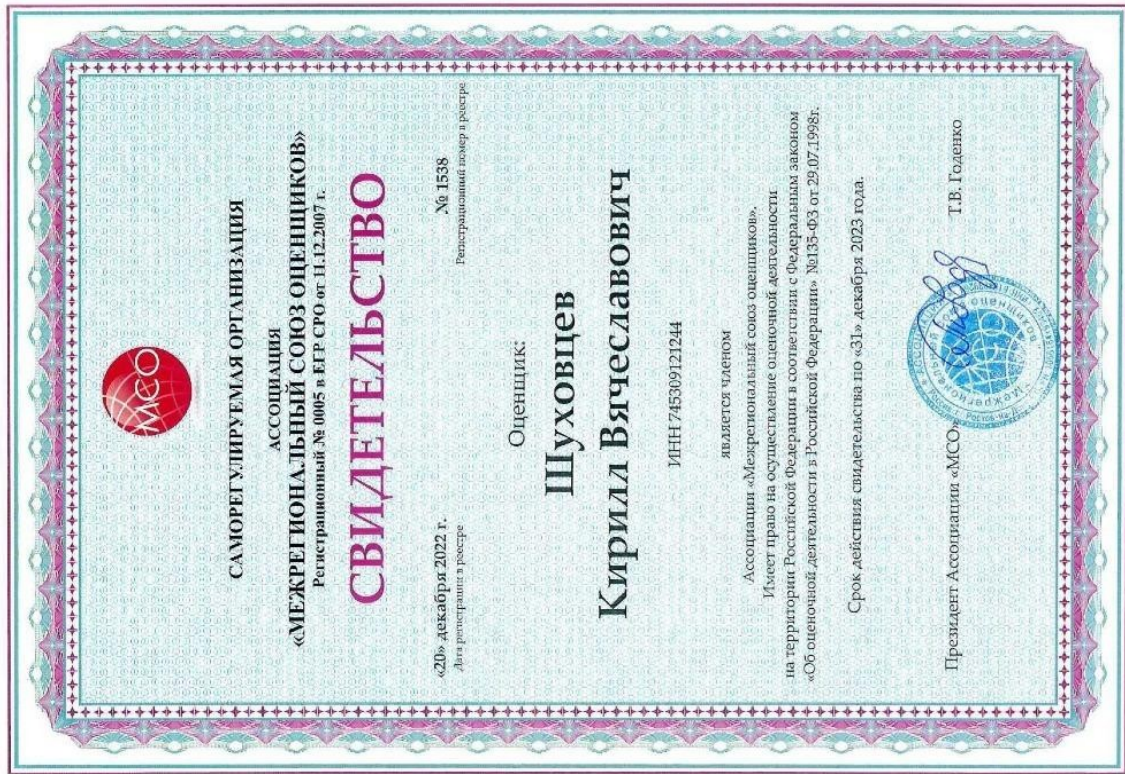 МСО
САМОРЕГУЛИРУЕМАЯ ОРГАНИЗАЦИЯ
АССОЦИАЦИЯ
«МЕЖРЕГИОНАЛЬНЫЙ СОЮЗ ОЦЕНЩИКОВ»
Регистрационный № 0005 в ЕГР СРО от 11.12.2007 г.
СВИДЕТЕЛЬСТВО
«20» декабря 2022 г. № 1538
Дата регистрации в реестре Регистрационный номер в реестре
Оценщик:
Шуховцев
Кирилл Вячеславович
ИНН 745309121244
является членом
Ассоциации «Межрегиональный союз оценщиков».
Имеет право на осуществление оценочной деятельности
на территории Российской Федерации в соответствии с Федеральным законом
«Об оценочной деятельности в Российской Федерации» №135-ФЗ от 29.07.1998г.
Срок действия свидетельства по «31» декабря 2023 года.
Президент Ассоциации «МСО» Т.В. Годенко